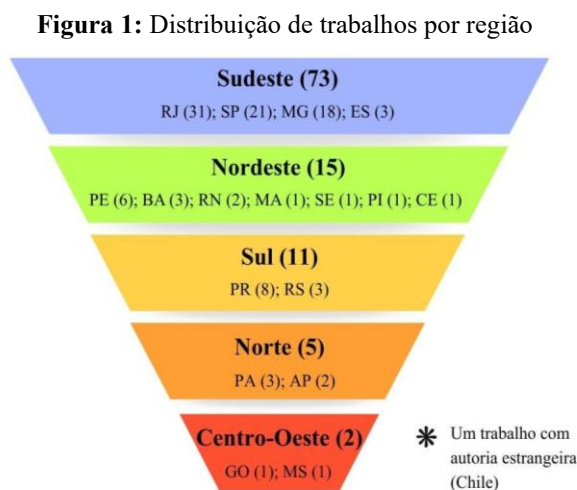 Figura 1: Distribuição de trabalhos por região
Sudeste (73)
RJ (31); SP (21); MG (18); ES (3)
Nordeste (15)
PE (6); BA (3); RN (2); MA (1); SE (1); PI (1); CE (1)
Sul (11)
PR (8); RS (3)
Norte (5)
PA (3); AP (2)
Centro-Oeste (2)
GO (1); MS (1)
* Um trabalho com
autoria estrangeira
(Chile)